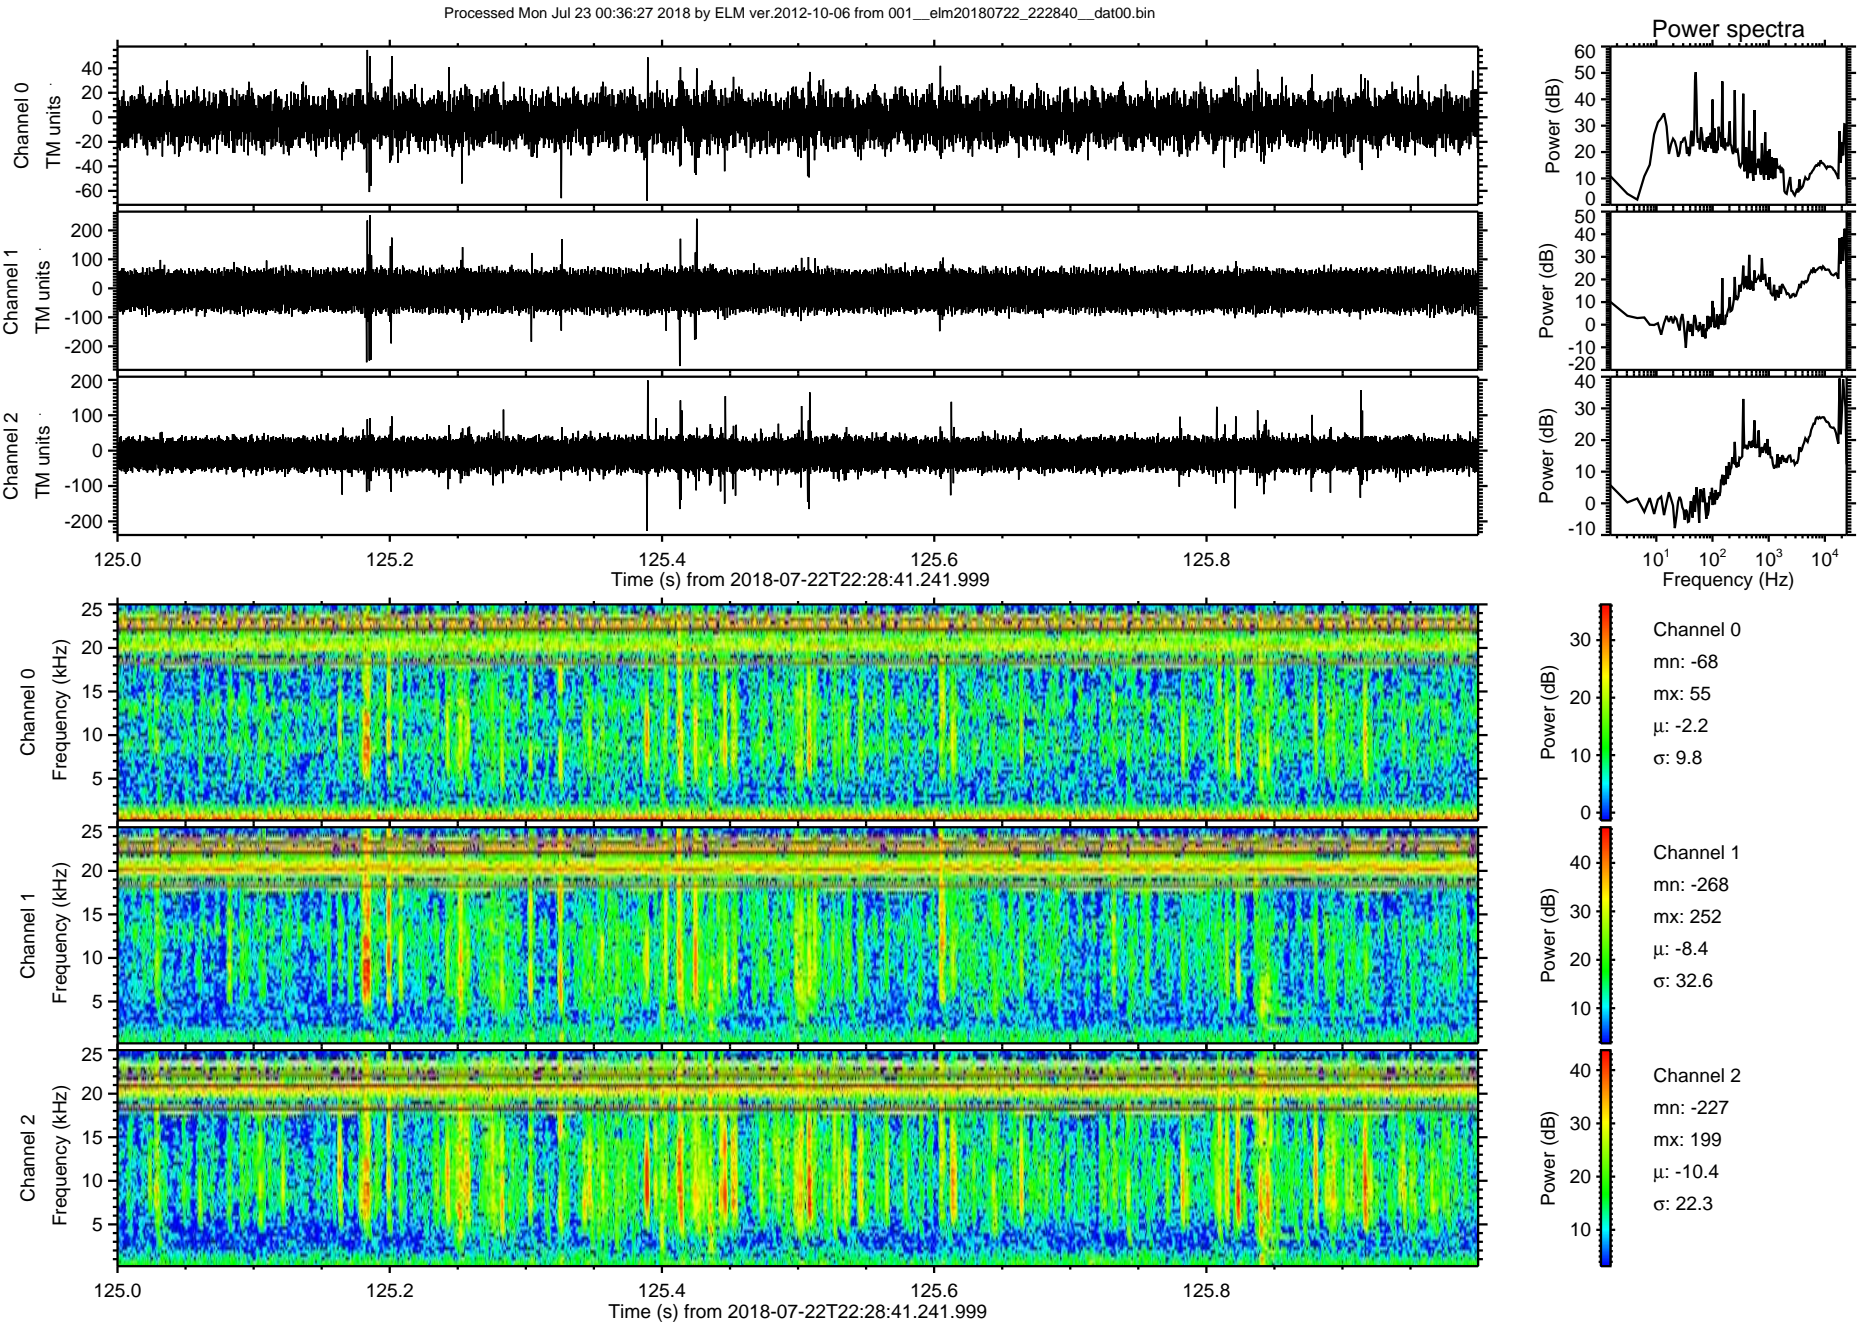 Processed Mon Jul 23 00:36:27 2018 by ELM ver.2012-10-06 from 001__elm20180722_222840__dat00.bin
Power spectra
Channel 0
TM units
40
20
0
-20
-40
-60
Power (dB)
60
50
40
30
20
10
0
Channel 1
TM units
200
100
0
-100
-200
Power (dB)
50
40
30
20
10
0
-10
-20
Channel 2
TM units
200
100
0
-100
-200
Power (dB)
40
30
20
10
0
-10
125.0 125.2 125.4 125.6 125.8
Time (s) from 2018-07-22T22:28:41.241.999
10¹ 10² 10³ 10⁴
Frequency (Hz)
Channel 0
Frequency (kHz)
25
20
15
10
5
Power (dB)
30
20
10
0
Channel 0
mn: -68
mx: 55
μ: -2.2
σ: 9.8
Channel 1
Frequency (kHz)
25
20
15
10
5
Power (dB)
40
30
20
10
Channel 1
mn: -268
mx: 252
μ: -8.4
σ: 32.6
Channel 2
Frequency (kHz)
25
20
15
10
5
Power (dB)
40
30
20
10
Channel 2
mn: -227
mx: 199
μ: -10.4
σ: 22.3
125.0 125.2 125.4 125.6 125.8
Time (s) from 2018-07-22T22:28:41.241.999